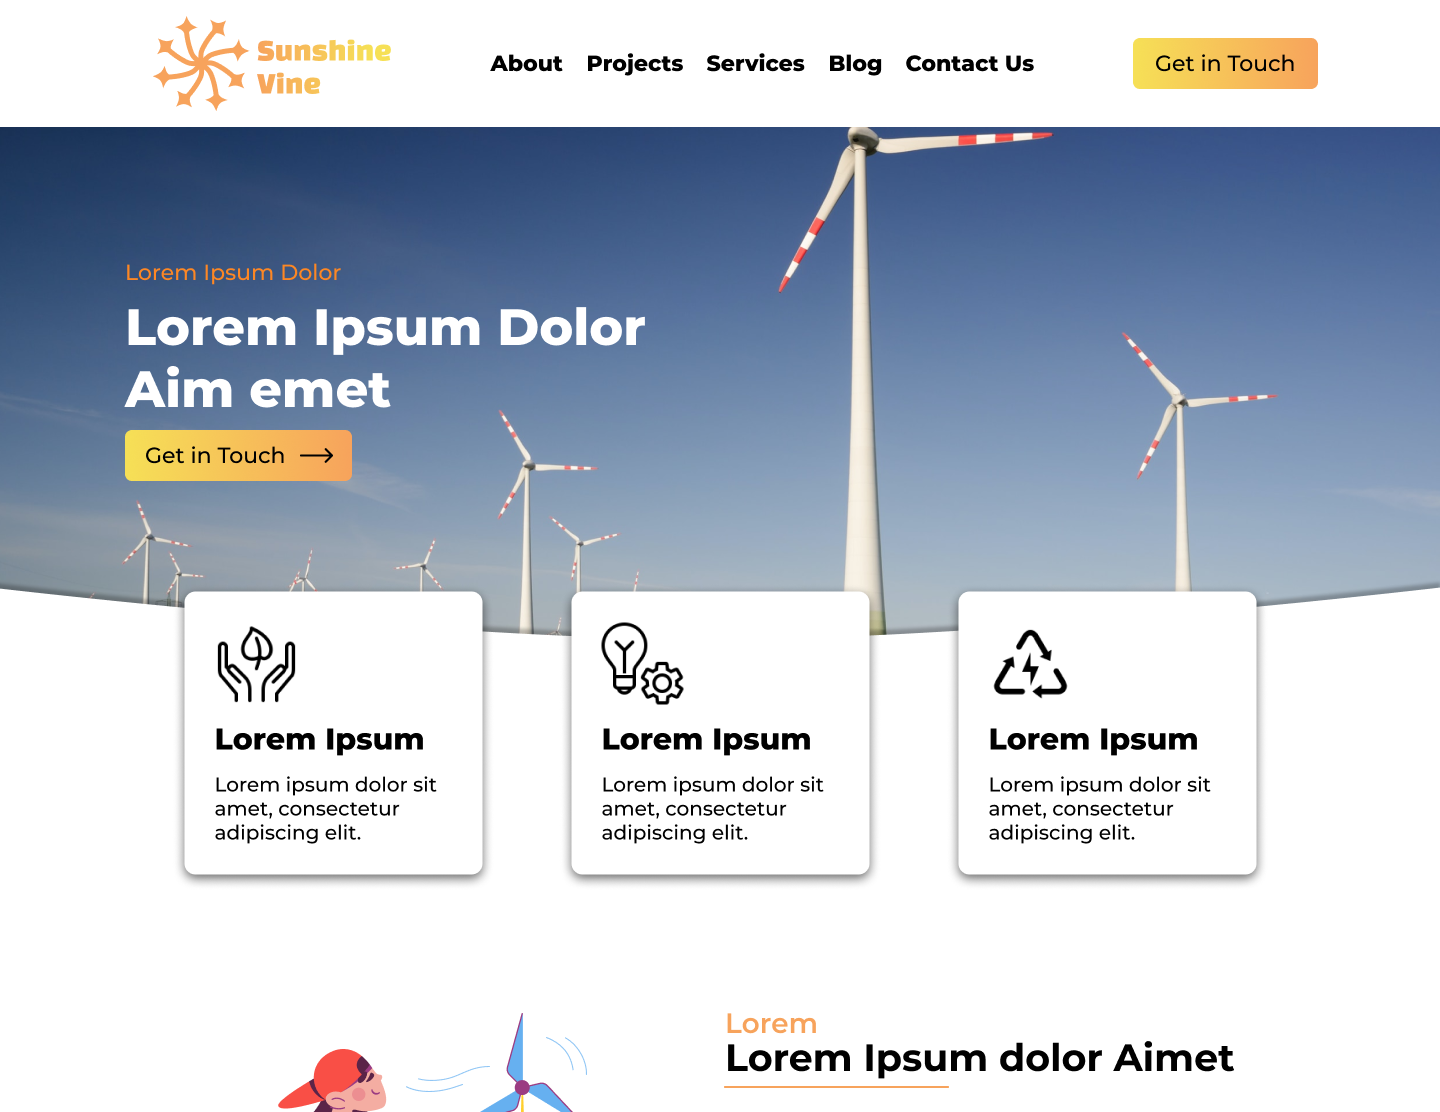 Sunshine
Vine
About Projects Services Blog Contact Us
Get in Touch
Lorem Ipsum Dolor
Lorem Ipsum Dolor
Aim emet
Get in Touch
Lorem Ipsum
Lorem ipsum dolor sit
amet, consectetur
adipiscing elit.
Lorem Ipsum
Lorem ipsum dolor sit
amet, consectetur
adipiscing elit.
Lorem Ipsum
Lorem ipsum dolor sit
amet, consectetur
adipiscing elit.
Lorem
Lorem Ipsum dolor Aimet